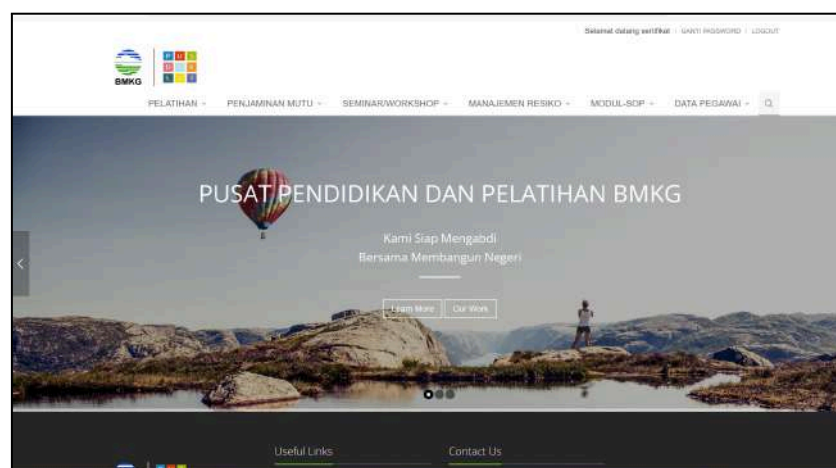 Selamat datang sertifikat | GANTI PASSWORD | LOGOUT
BMKG
PELATIHAN PENJAMINAN MUTU SEMINAR/WORKSHOP MANAJEMEN RESIKO MODUL-SOP DATA PEGAWAI
PUSAT PENDIDIKAN DAN PELATIHAN BMKG
Kami Siap Mengabdi
Bersama Membangun Negeri
Learn More Our Work
Useful Links Contact Us